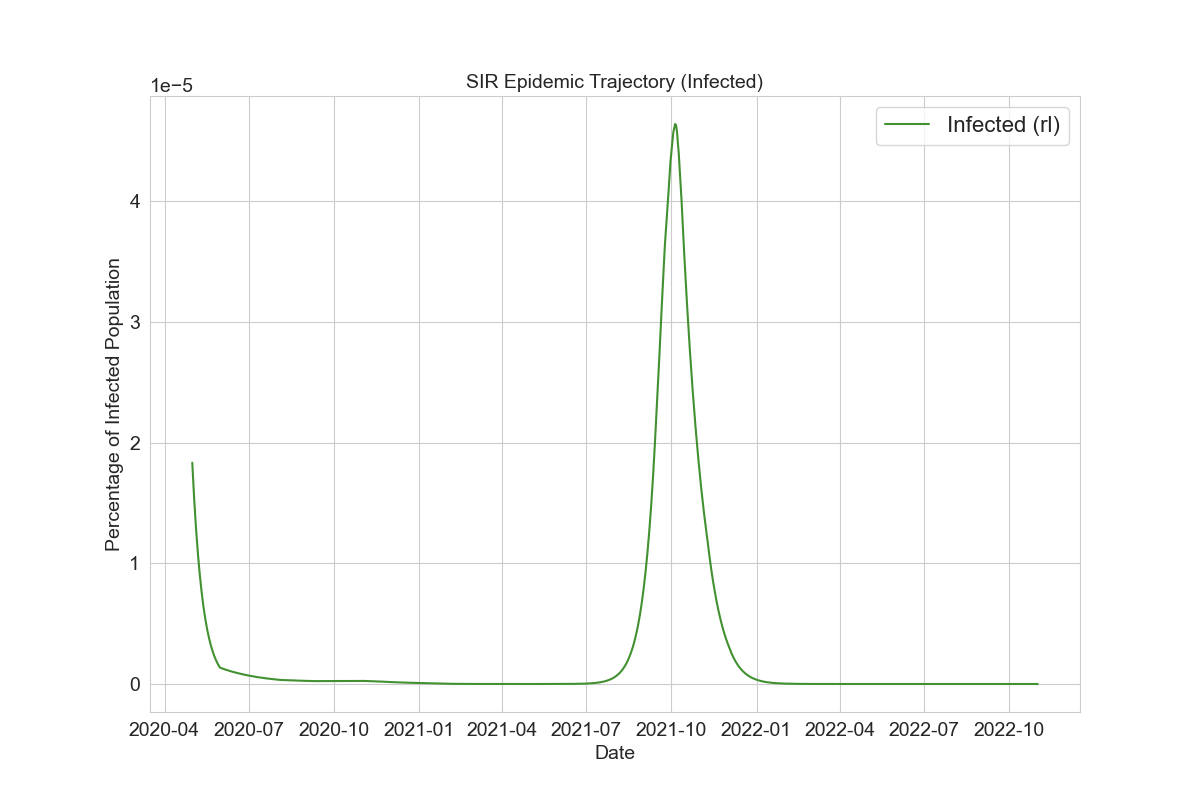 SIR Epidemic Trajectory (Infected)
1e−5
Infected (rl)
4
3
2
1
0
Percentage of Infected Population
2020-04 2020-07 2020-10 2021-01 2021-04 2021-07 2021-10 2022-01 2022-04 2022-07 2022-10
Date